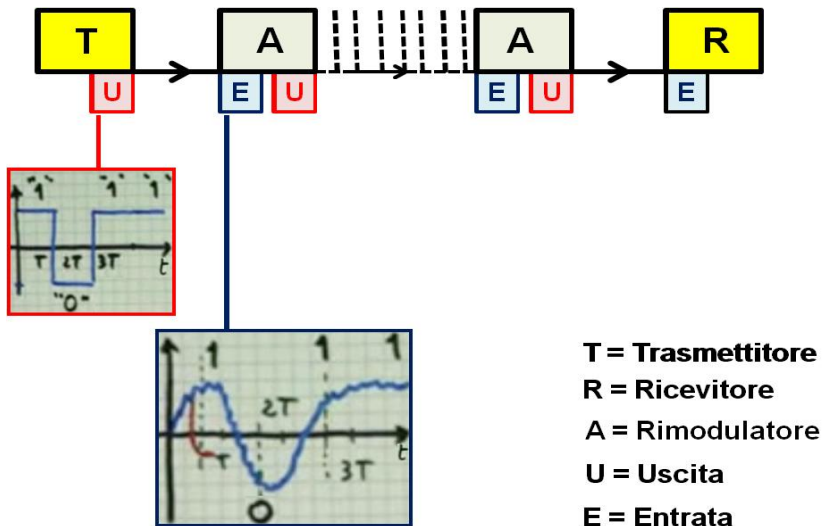 T A A R
U E U E U E
"1" "1" "1"
T 2T 3T t
"0"
1 1 1
2T
T 3T t
0
T = Trasmettitore
R = Ricevitore
A = Rimodulatore
U = Uscita
E = Entrata